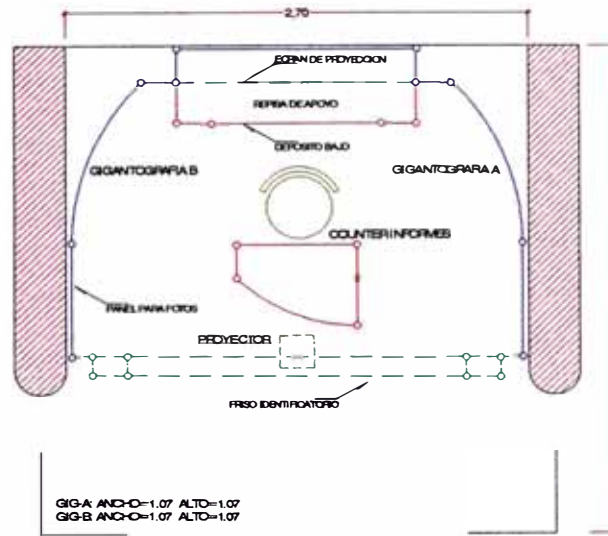 2,70
ECRAN DE PROYECCION
REPISA DE APOYO
DEPOSITO BAJO
GIGANTOGRAFIA B
GIGANTOGRAFIA A
COUNTER INFORMES
PANEL PARA FOTOS
PROYECTOR
FRISO IDENTIFICATORIO
GIG-A: ANCHO=1.07 ALTO=1.07
GIG-B: ANCHO=1.07 ALTO=1.07